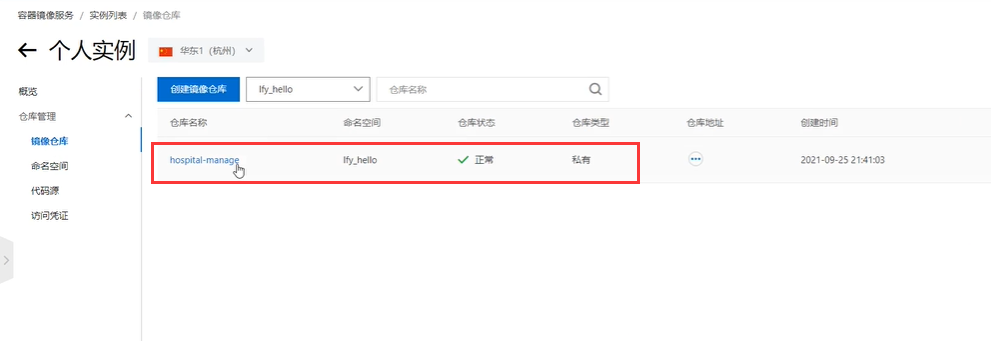 容器镜像服务 / 实例列表 / 镜像仓库
个人实例
华东1（杭州）
概览
仓库管理
镜像仓库
命名空间
代码源
访问凭证
创建镜像仓库
lfy_hello
仓库名称
仓库名称 命名空间 仓库状态 仓库类型 仓库地址 创建时间
hospital-manage lfy_hello 正常 私有 2021-09-25 21:41:03